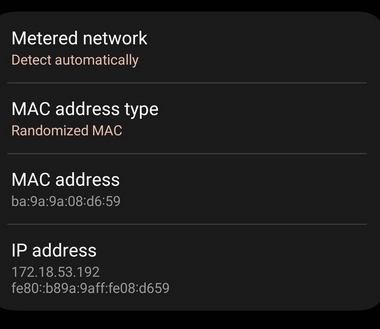 Metered network
Detect automatically
MAC address type
Randomized MAC
MAC address
ba:9a:9a:08:d6:59
IP address
172.18.53.192
fe80::b89a:9aff:fe08:d659